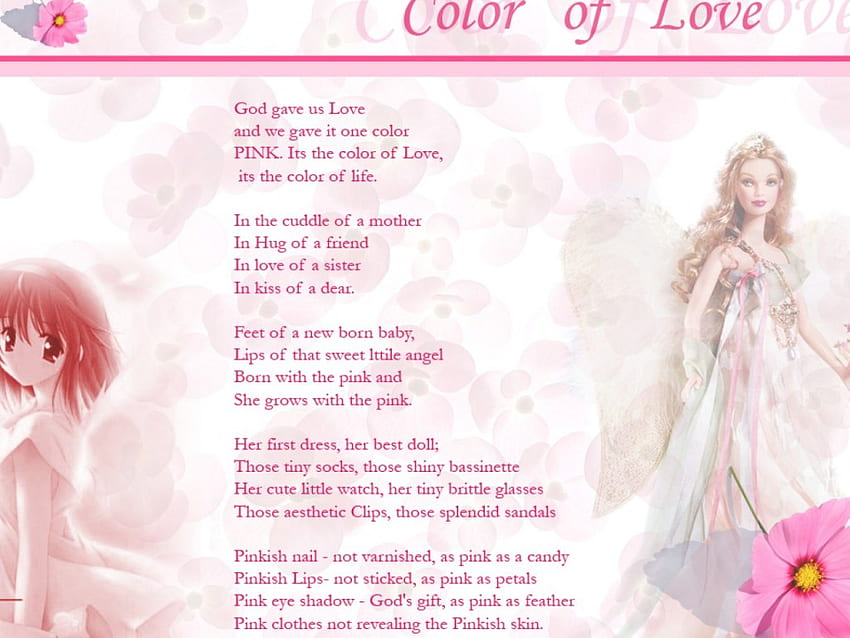 Color of Love
God gave us Love
and we gave it one color
PINK. Its the color of Love,
its the color of life.
In the cuddle of a mother
In Hug of a friend
In love of a sister
In kiss of a dear.
Feet of a new born baby,
Lips of that sweet lttile angel
Born with the pink and
She grows with the pink.
Her first dress, her best doll;
Those tiny socks, those shiny bassinette
Her cute little watch, her tiny brittle glasses
Those aesthetic Clips, those splendid sandals
Pinkish nail - not varnished, as pink as a candy
Pinkish Lips- not sticked, as pink as petals
Pink eye shadow - God's gift, as pink as feather
Pink clothes not revealing the Pinkish skin.